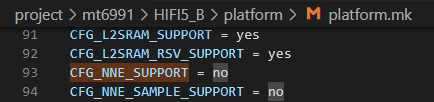 project > mt6991 > HIFI5_B > platform > M platform.mk
91 CFG_L2SRAM_SUPPORT = yes
92 CFG_L2SRAM_RSV_SUPPORT = yes
93 CFG_NNE_SUPPORT = no
94 CFG_NNE_SAMPLE_SUPPORT = no